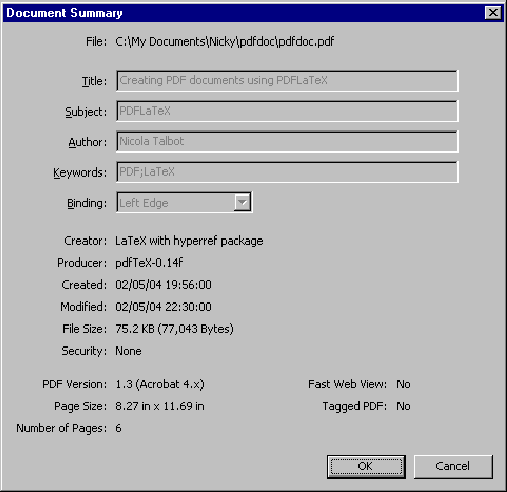 Document Summary
File: C:\My Documents\Nicky\pdfdoc\pdfdoc.pdf
Title: Creating PDF documents using PDFLaTeX
Subject: PDFLaTeX
Author: Nicola Talbot
Keywords: PDF;LaTeX
Binding: Left Edge
Creator: LaTeX with hyperref package
Producer: pdfTeX-0.14f
Created: 02/05/04 19:56:00
Modified: 02/05/04 22:30:00
File Size: 75.2 KB (77,043 Bytes)
Security: None
PDF Version: 1.3 (Acrobat 4.x) Fast Web View: No
Page Size: 8.27 in x 11.69 in Tagged PDF: No
Number of Pages: 6
OK Cancel